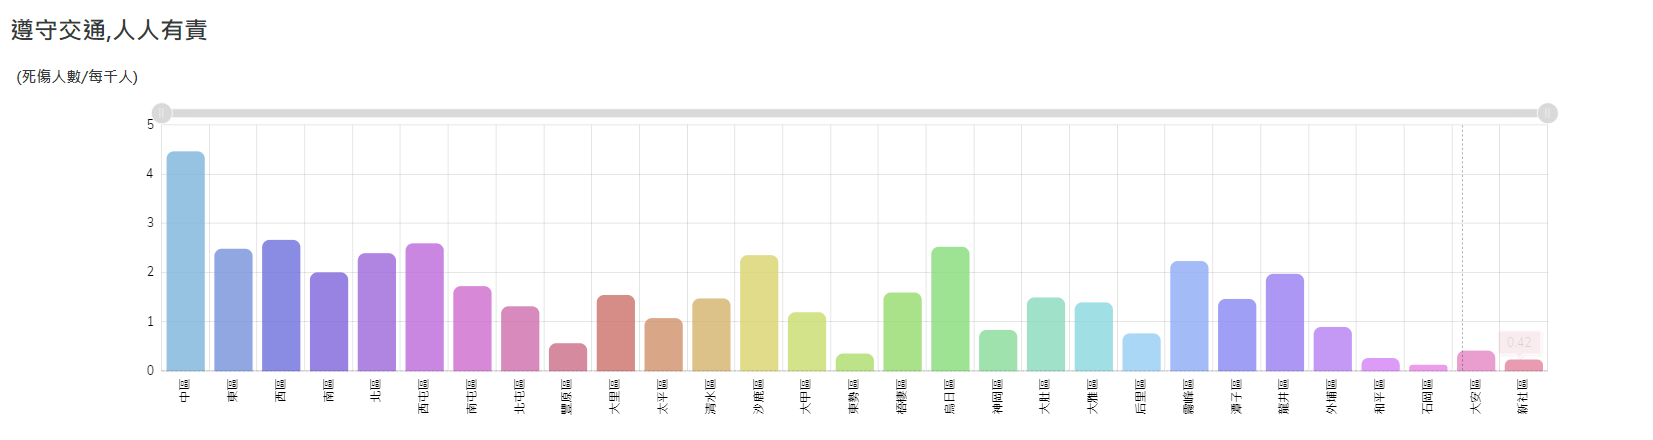 遵守交通,人人有責
(死傷人數/每千人)
5
4
3
2
1
0
0.42
中區
東區
西區
南區
北區
西屯區
南屯區
北屯區
豐原區
大里區
太平區
清水區
沙鹿區
大甲區
東勢區
梧棲區
烏日區
神岡區
大肚區
大雅區
后里區
霧峰區
潭子區
龍井區
外埔區
和平區
石岡區
大安區
新社區